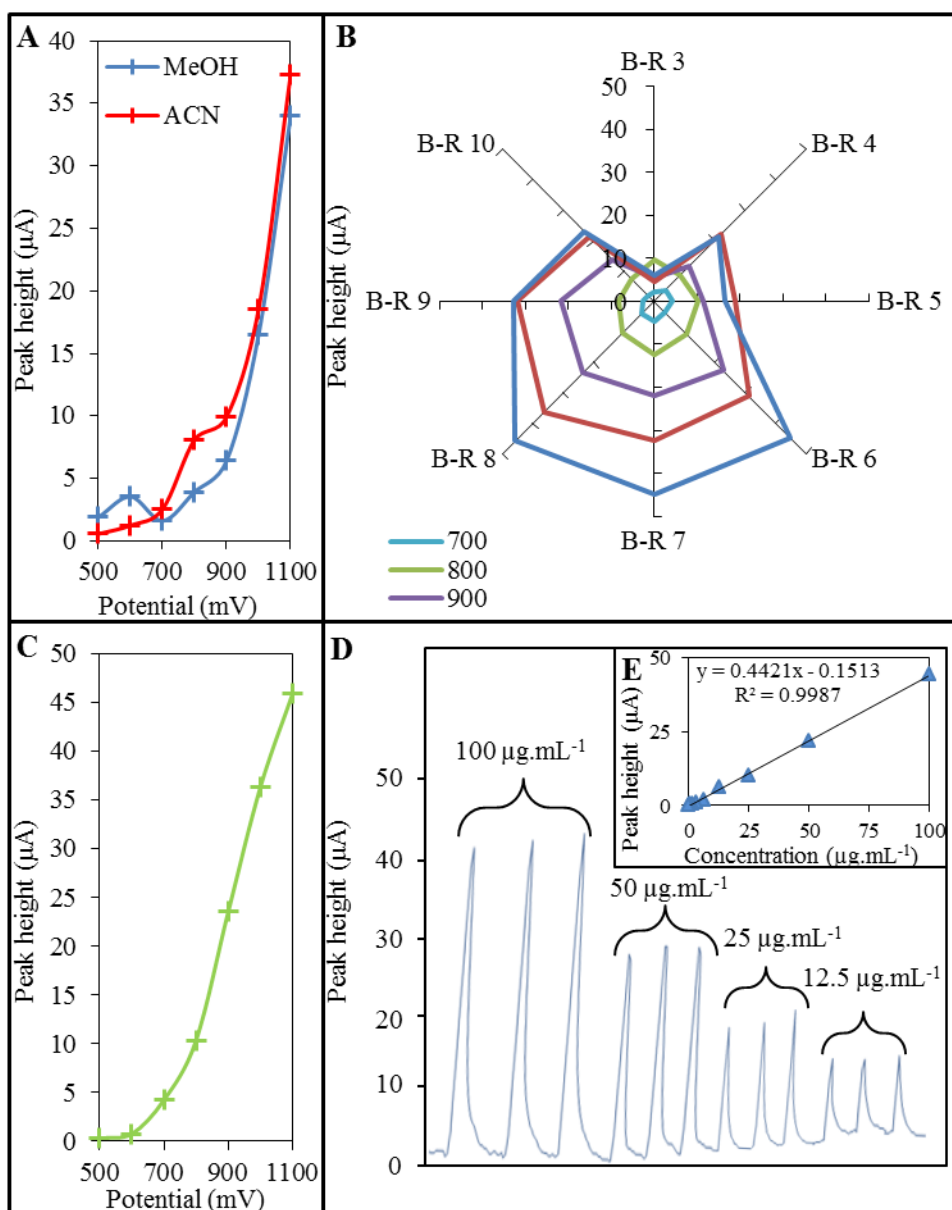 A
MeOH
ACN
40
35
30
25
20
15
10
5
0
500 700 900 1100
Peak height (µA)
Potential (mV)
B
B-R 3
B-R 4
B-R 5
B-R 6
B-R 7
B-R 8
B-R 9
B-R 10
50
40
30
20
10
0
Peak height (µA)
700
800
900
C
50
45
40
35
30
25
20
15
10
5
0
500 700 900 1100
Peak height (µA)
Potential (mV)
D
50
40
30
20
10
0
100 µg.mL⁻¹
50 µg.mL⁻¹
25 µg.mL⁻¹
12.5 µg.mL⁻¹
E
y = 0.4421x - 0.1513
R² = 0.9987
50
25
0
0 25 50 75 100
Peak height (µA)
Concentration (µg.mL⁻¹)